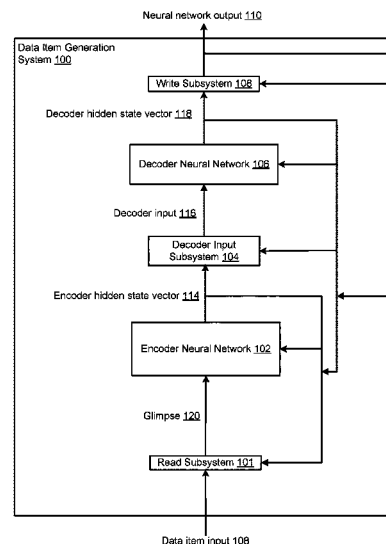 Neural network output 110
Data Item Generation
System 100
Write Subsystem 108
Decoder hidden state vector 118
Decoder Neural Network 106
Decoder input 116
Decoder Input
Subsystem 104
Encoder hidden state vector 114
Encoder Neural Network 102
Glimpse 120
Read Subsystem 101
Data item input 108